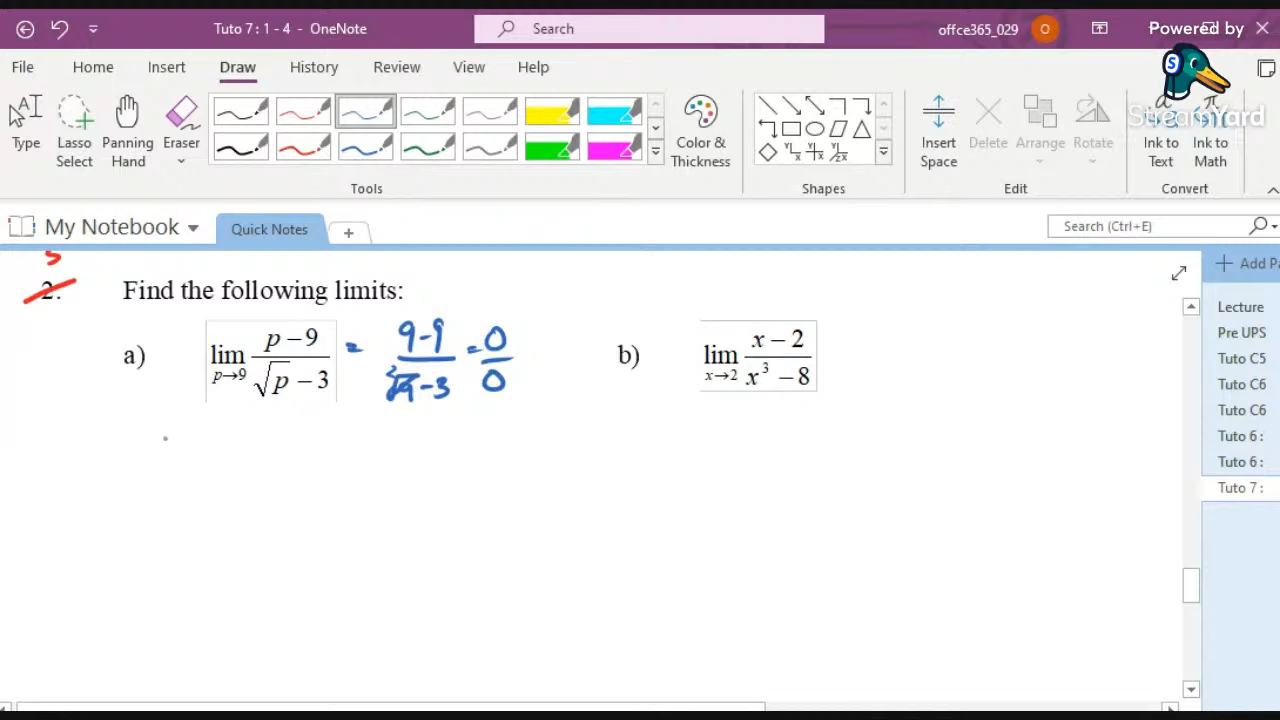 Tuto 7 : 1 - 4 - OneNote
Search
offce365_029
O
Powered by
StreamYard
File Home Insert Draw History Review View Help
Type
Lasso Select
Panning Hand
Eraser
Color & Thickness
Insert Space
Delete
Arrange
Rotate
Ink to Text
Ink to Math
Tools
Shapes
Edit
Convert
My Notebook
Quick Notes
Search (Ctrl+E)
Add Pa
Lecture
Pre UPS
Tuto C5
Tuto C6
Tuto C6
Tuto 6 :
Tuto 6 :
Tuto 7 :
2. Find the following limits:
a) lim p→9 (p − 9)/(√p − 3) = (9-9)/(√9 -3) = 0/0
b) lim x→2 (x − 2)/(x³ − 8)